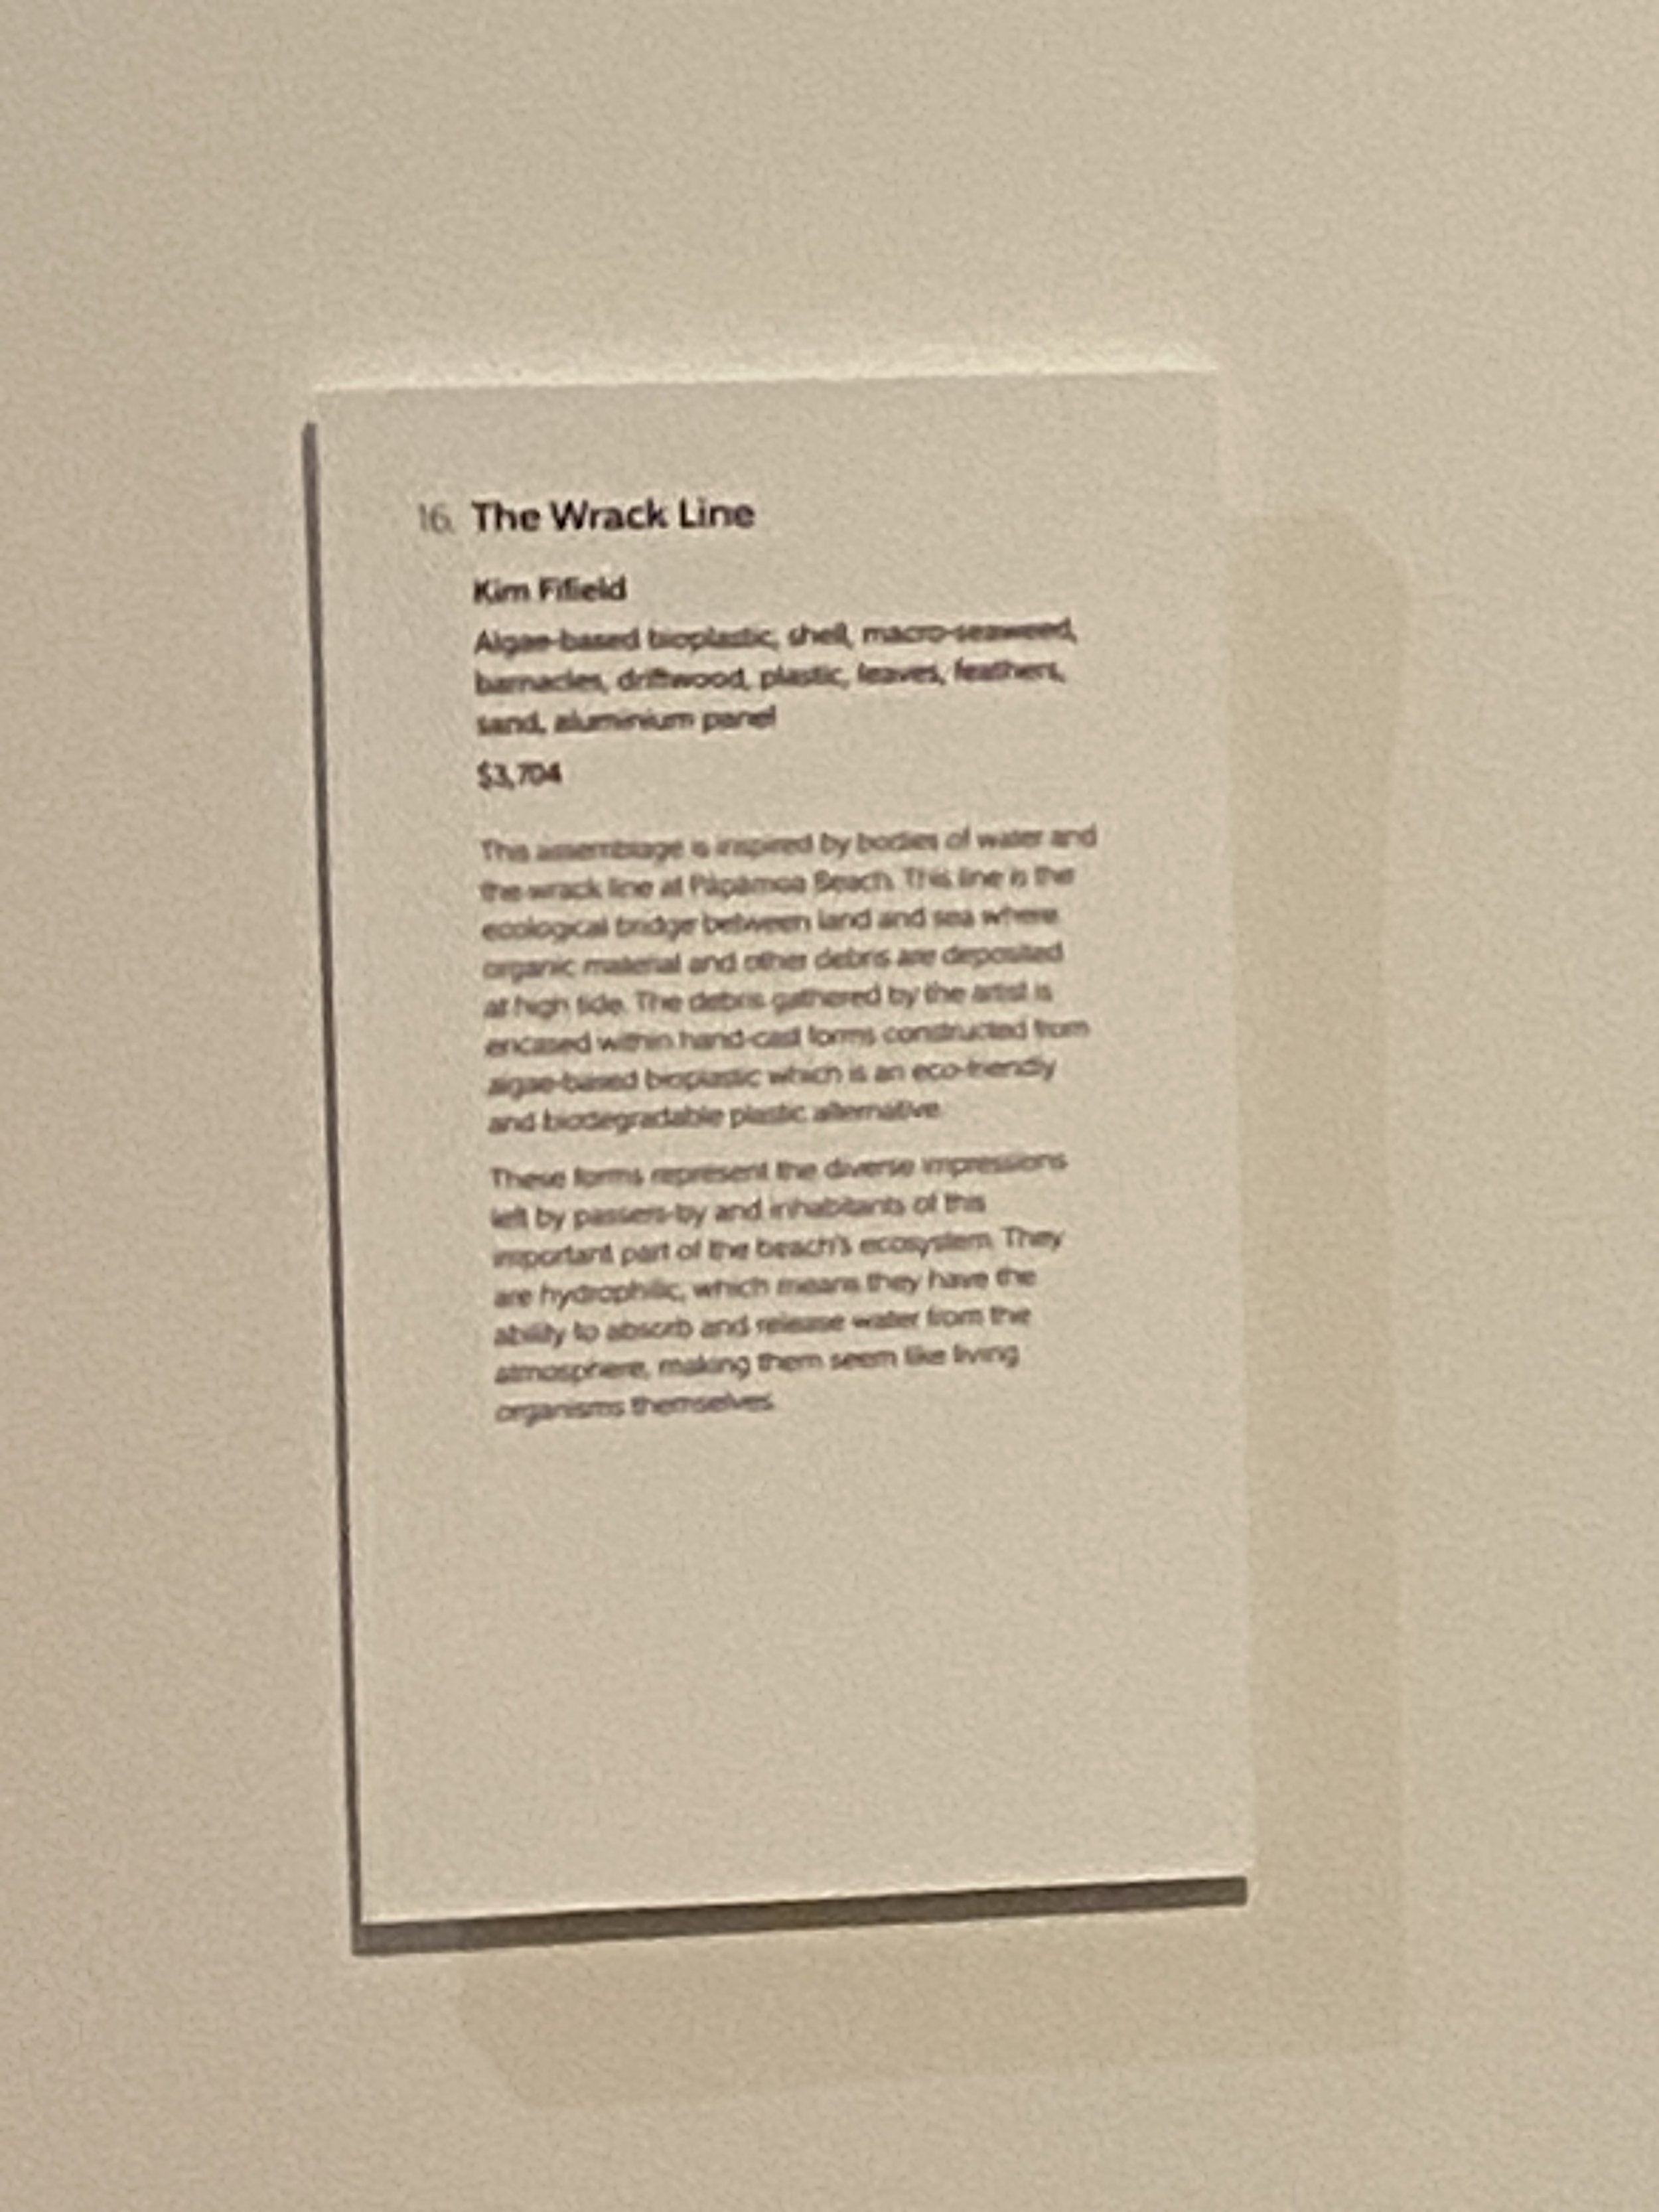 16. The Wrack Line
Kim Fifield
Algae-based bioplastic, shell, macro-seaweed,
barnacles, driftwood, plastic, leaves, feathers,
sand, aluminium panel
$3,704
This assemblage is inspired by bodies of water and
the wrack line at Pāpāmoa Beach. This line is the
ecological bridge between land and sea where
organic material and other debris are deposited
at high tide. The debris gathered by the artist is
encased within hand-cast forms constructed from
algae-based bioplastic which is an eco-friendly
and biodegradable plastic alternative.
These forms represent the diverse impressions
left by passers-by and inhabitants of this
important part of the beach's ecosystem. They
are hydrophilic, which means they have the
ability to absorb and release water from the
atmosphere, making them seem like living
organisms themselves.